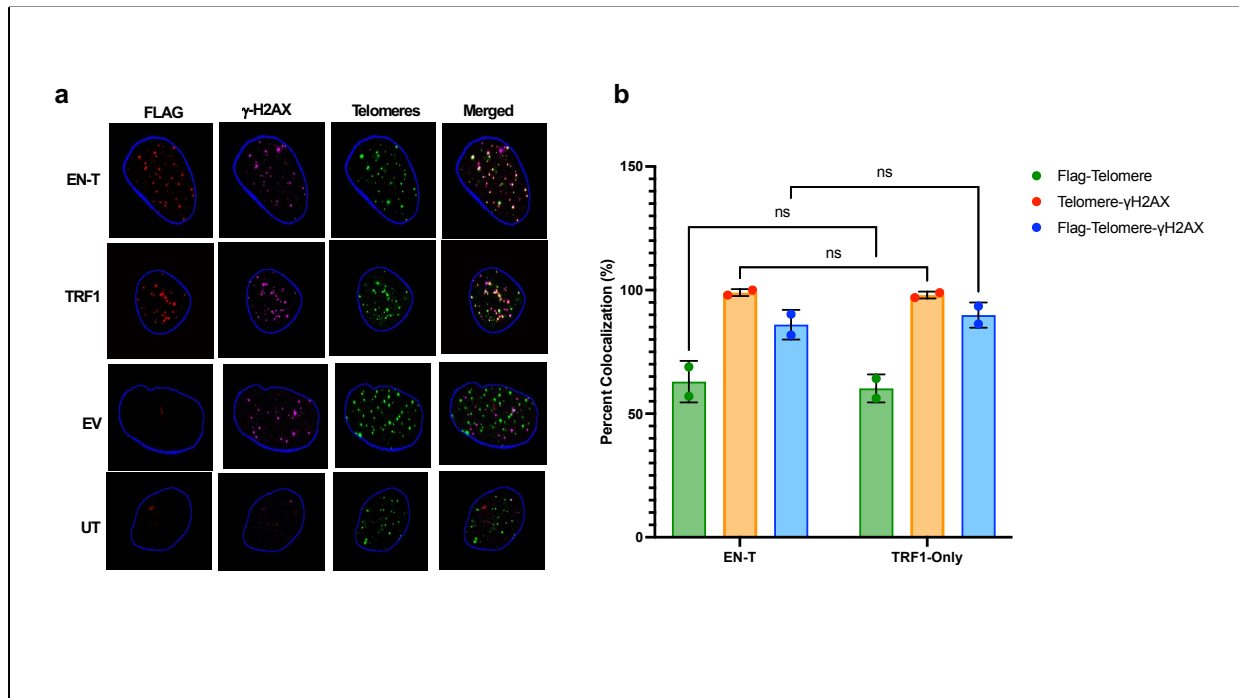 a
FLAG γ-H2AX Telomeres Merged
EN-T
TRF1
EV
UT
b
Percent Colocalization (%)
150
100
50
0
ns
ns
ns
EN-T TRF1-Only
Flag-Telomere
Telomere-γH2AX
Flag-Telomere-γH2AX